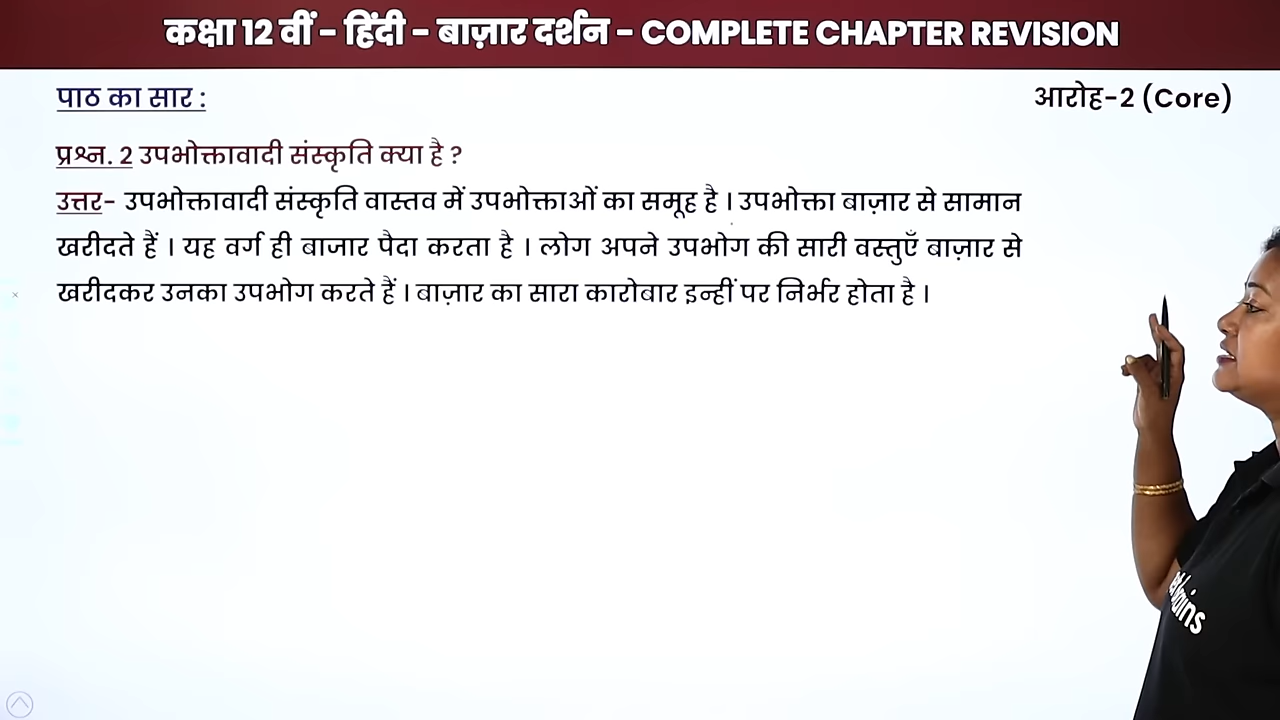 कक्षा 12 वीं - हिंदी - बाज़ार दर्शन - COMPLETE CHAPTER REVISION
पाठ का सार :
आरोह-2 (Core)
प्रश्न. 2 उपभोक्तावादी संस्कृति क्या है ?
उत्तर- उपभोक्तावादी संस्कृति वास्तव में उपभोक्ताओं का समूह है । उपभोक्ता बाज़ार से सामान
खरीदते हैं । यह वर्ग ही बाजार पैदा करता है । लोग अपने उपभोग की सारी वस्तुएँ बाज़ार से
खरीदकर उनका उपभोग करते हैं । बाज़ार का सारा कारोबार इन्हीं पर निर्भर होता है ।